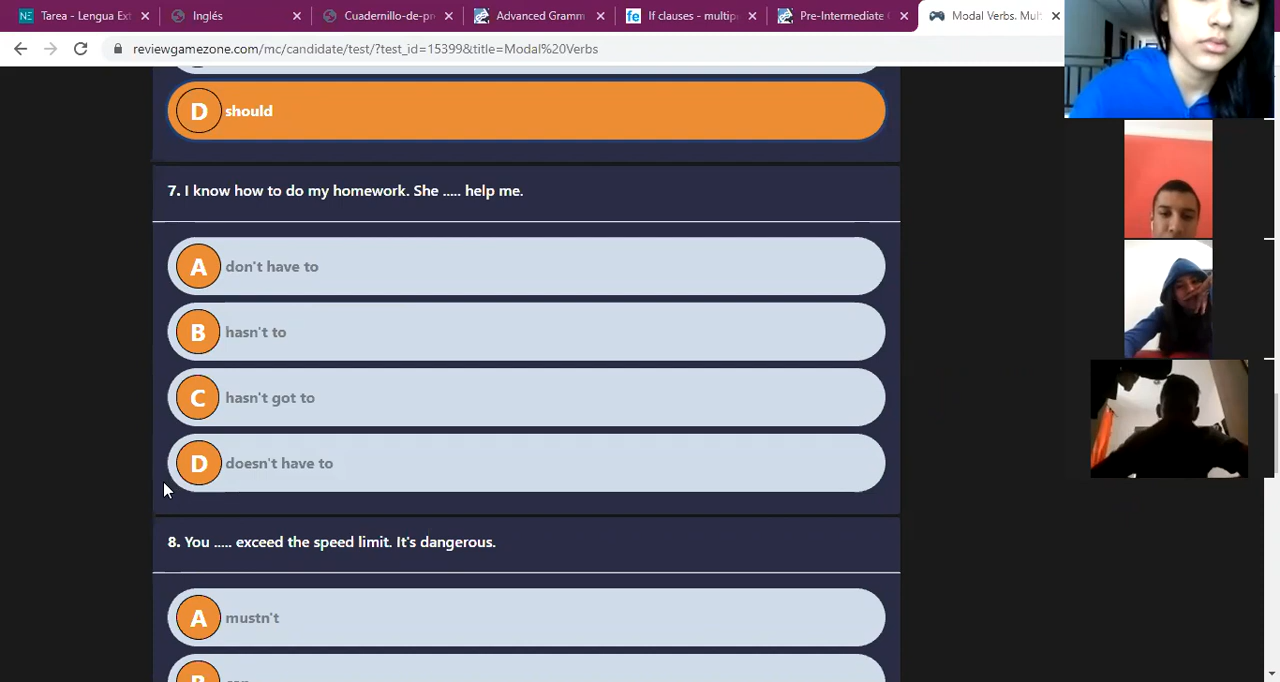 Tarea - Lengua Ext
Inglés
Cuadernillo-de-pr
Advanced Gramm
If clauses - multip
Pre-Intermediate
Modal Verbs. Mul
reviewgamezone.com/mc/candidate/test/?test_id=15399&title=Modal%20Verbs
D should
7. I know how to do my homework. She ..... help me.
A don't have to
B hasn't to
C hasn't got to
D doesn't have to
8. You ..... exceed the speed limit. It's dangerous.
A mustn't
B